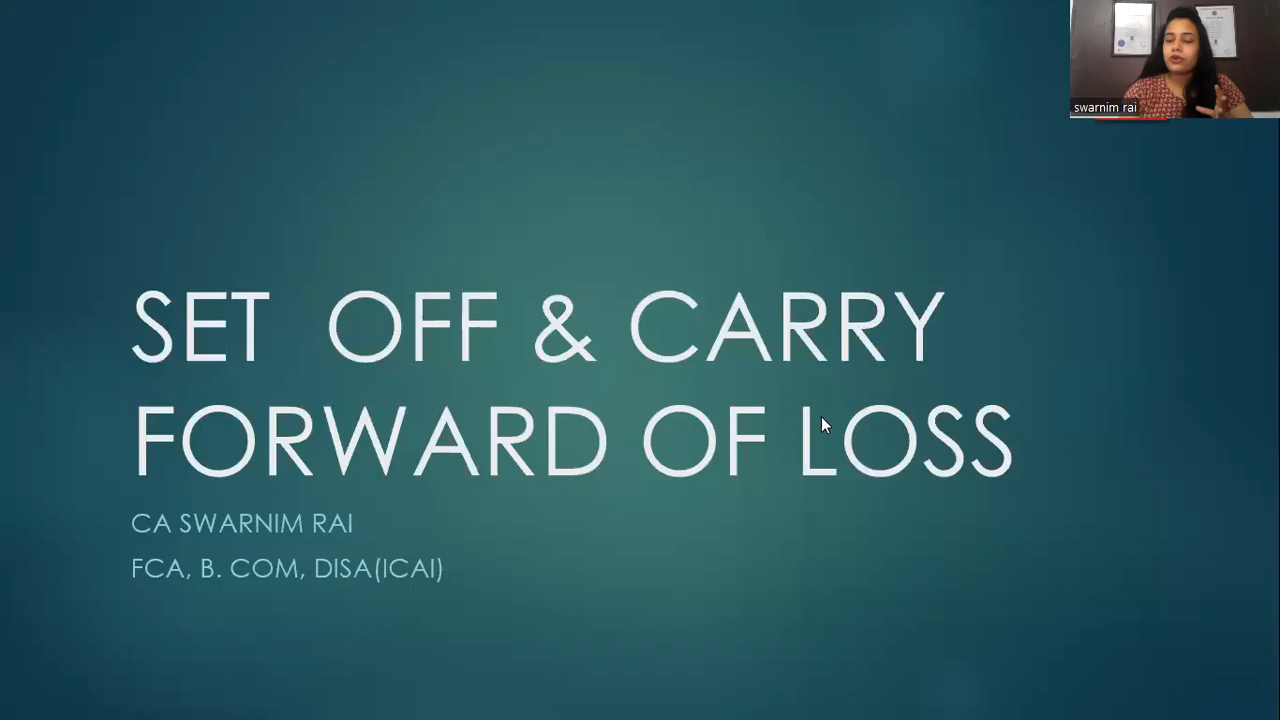 swarnim rai
SET OFF & CARRY
FORWARD OF LOSS
CA SWARNIM RAI
FCA, B. COM, DISA(ICAI)